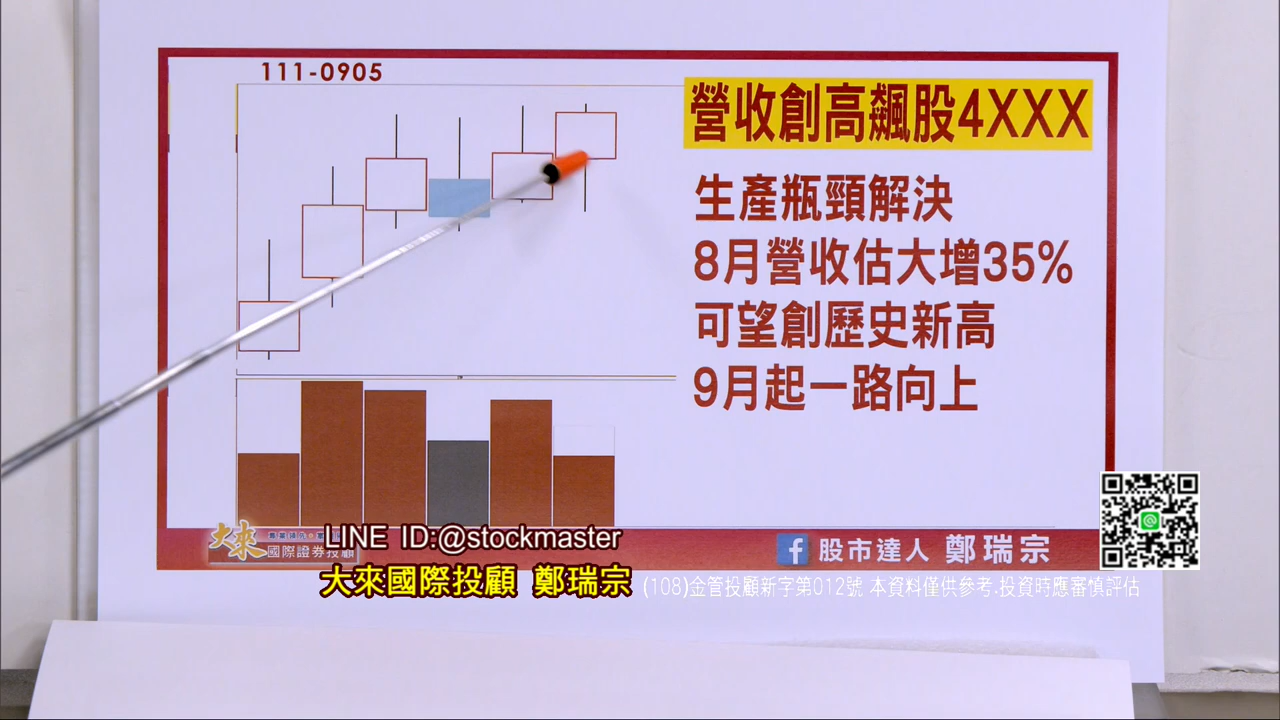 111-0905
營收創高飆股4XXX
生產瓶頸解決
8月營收估大增35%
可望創歷史新高
9月起一路向上
大來
國際證券投顧
LINE ID:@stockmaster
股市達人 鄭瑞宗
大來國際投顧 鄭瑞宗
(108)金管投顧新字第012號 本資料僅供參考.投資時應審慎評估